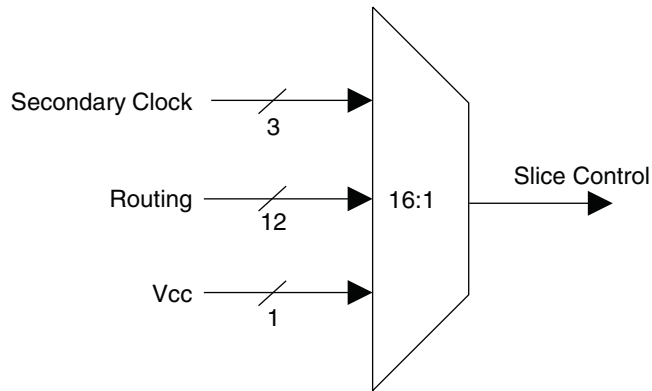 Secondary Clock
3
Routing
12
Vcc
1
16:1
Slice Control